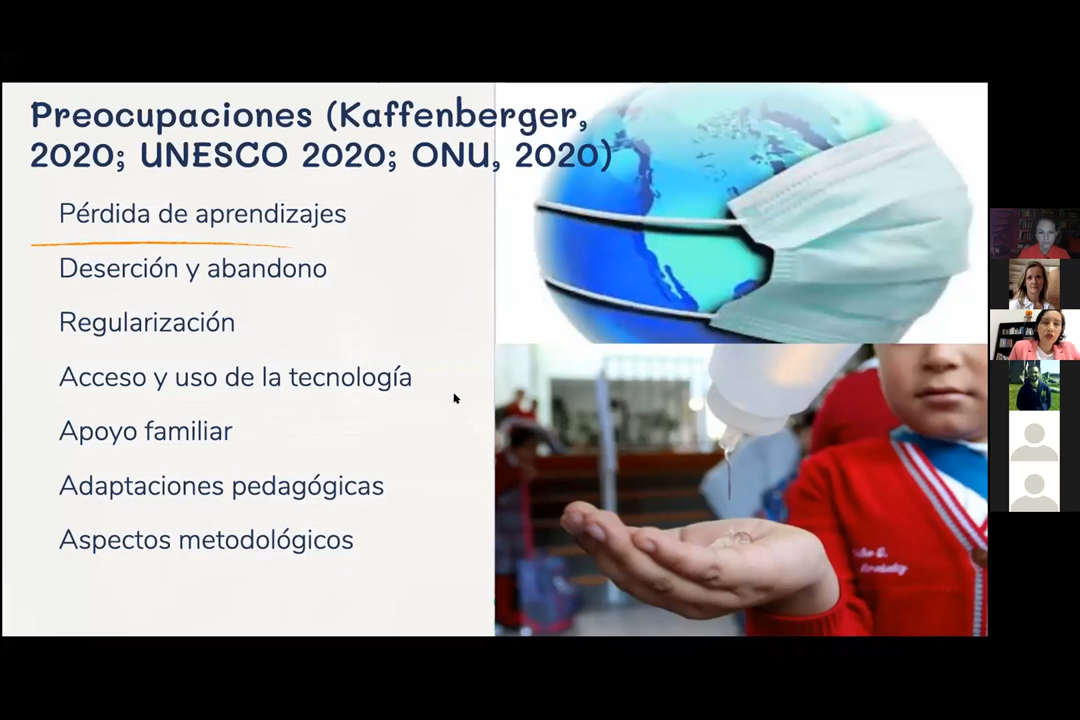 Preocupaciones (Kaffenberger,
2020; UNESCO 2020; ONU, 2020)
Pérdida de aprendizajes
Deserción y abandono
Regularización
Acceso y uso de la tecnología
Apoyo familiar
Adaptaciones pedagógicas
Aspectos metodológicos